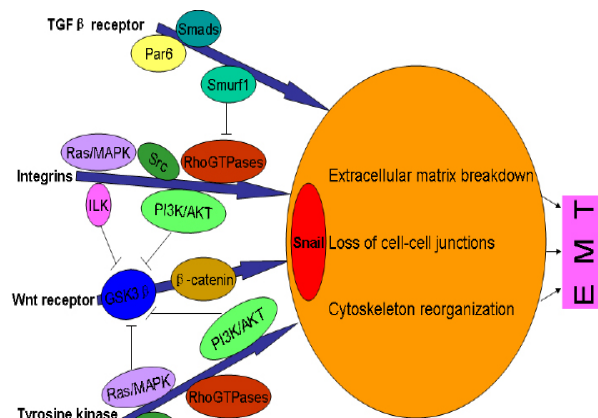 TGF β receptor
Smads
Par6
Smurf1
Ras/MAPK
Src
RhoGTPases
Integrins
ILK
PI3K/AKT
Extracellular matrix breakdown
Snail
Loss of cell-cell junctions
E M T
β-catenin
GSK3β
Wnt receptor
Cytoskeleton reorganization
PI3K/AKT
Ras/MAPK
RhoGTPases
Tyrosine kinase